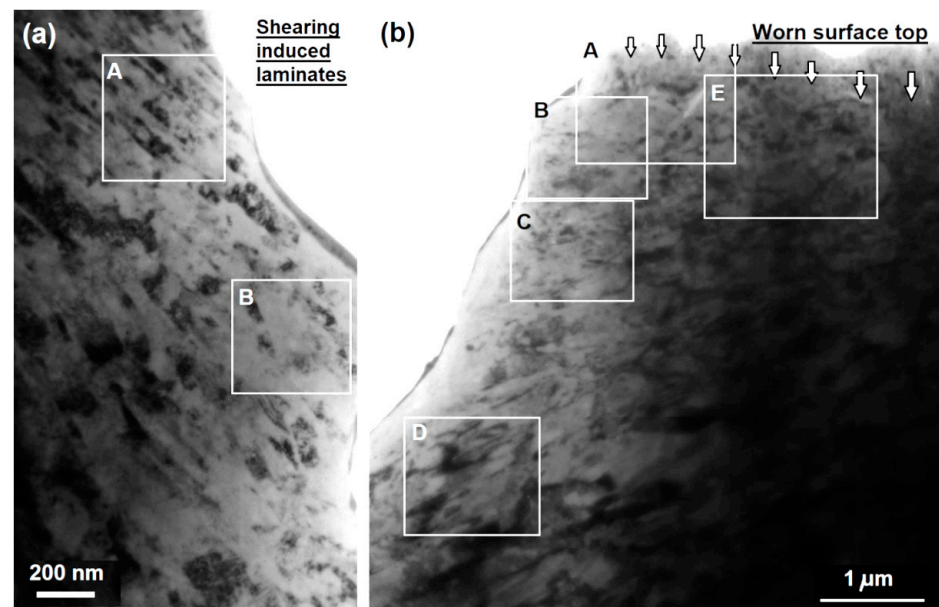 (a)
Shearing
induced
laminates
A
B
200 nm
(b)
Worn surface top
A
B
E
C
D
1 µm